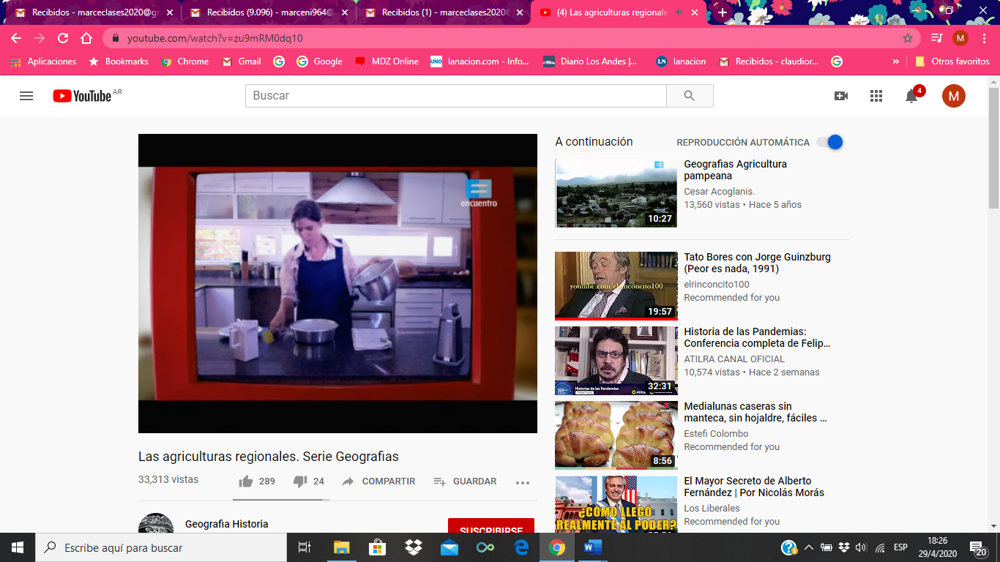 Recibidos - marceclases2020@gr
Recibidos (9.096) - marceni964@
Recibidos (1) - marceclases2020@
(4) Las agriculturas regionale
youtube.com/watch?v=zu9mRM0dq10
M
Aplicaciones
Bookmarks
Chrome
Gmail
Google
MDZ Online
UNO
lanacion.com - Info...
Diario Los Andes |...
LN
lanacion
Recibidos - claudior...
»
Otros favoritos
YouTube AR
Buscar
4
M
encuentro
A continuación
REPRODUCCIÓN AUTOMÁTICA
Geografias Agricultura
pampeana
Cesar Acoglanis.
13,560 vistas • Hace 5 años
10:27
Tato Bores con Jorge Guinzburg
(Peor es nada, 1991)
elrinconcito100
Recommended for you
youtube.com/elrinconcito100
19:57
Historia de las Pandemias:
Conferencia completa de Felip...
ATILRA CANAL OFICIAL
10,574 vistas • Hace 2 semanas
Historias de las Pandemias
Atilra
32:31
Medialunas caseras sin
manteca, sin hojaldre, fáciles ...
Estefi Colombo
Recommended for you
8:56
El Mayor Secreto de Alberto
Fernández | Por Nicolás Morás
Los Liberales
Recommended for you
¿CÓMO LLEGÓ
REALMENTE AL PODER?
Las agriculturas regionales. Serie Geografias
33,313 vistas
289
24
COMPARTIR
GUARDAR
Geografia Historia
SUSCRIBIRSE
Escribe aquí para buscar
ESP
18:26
29/4/2020
20